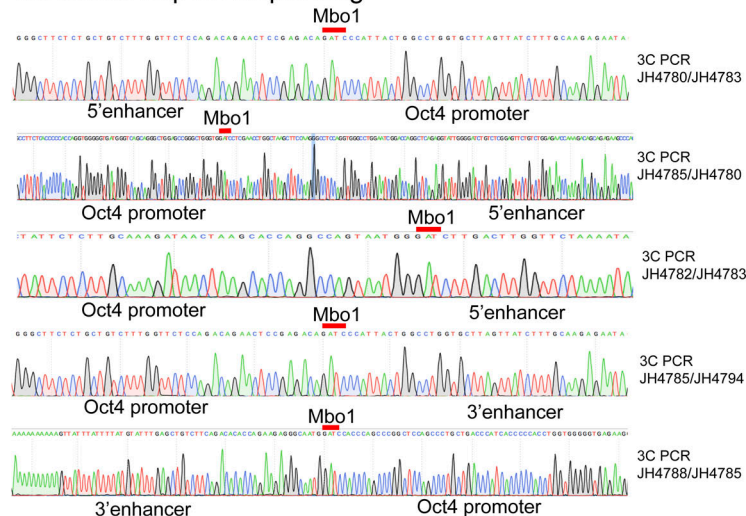 Mbo1
GGGCTTCTCTGCTGTCTTTGGTTCTCCAGACAGAACTCCGAGACAGATCCCATTACTGGCCTGGTGCTTAGTTATCTTTGCAAGAGAATA
3C PCR
JH4780/JH4783
5'enhancer
Oct4 promoter
Mbo1
3C PCR
JH4785/JH4780
Oct4 promoter
5'enhancer
Mbo1
TATTCTCTTGCAAAGATAACTAAGCACCAGGCCAGTAATGGGATCTTGACTTGGTTCTAAAATA
3C PCR
JH4782/JH4783
Oct4 promoter
5'enhancer
Mbo1
GGGCTTCTCTGCTGTCTTTGGTTCTCCAGACAGAACTCCGAGACAGATCCCATTACTGGCCTGGTGCTTAGTTATCTTTGCAAGAGAATA
3C PCR
JH4785/JH4794
Oct4 promoter
3'enhancer
Mbo1
AAAAAAAAAAGTTATTTATTTTATGTATTTGAGCTGTCTTCAGACACACCAGAAGAGGGCAATGGATCCACCCAGCCCGGCTCCAGCCCTGCTGACCCATCACCCCCACCTGGTGGGGGTGAGAAG
3C PCR
JH4788/JH4785
3'enhancer
Oct4 promoter